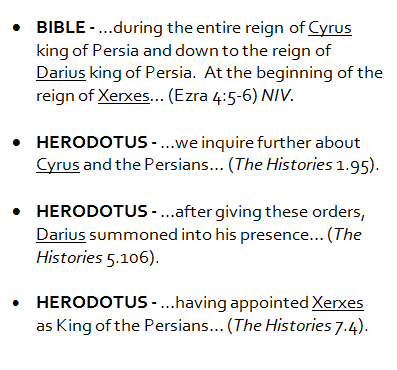 • BIBLE - ...during the entire reign of Cyrus
king of Persia and down to the reign of
Darius king of Persia.  At the beginning of the
reign of Xerxes... (Ezra 4:5-6) NIV.
• HERODOTUS - ...we inquire further about
Cyrus and the Persians... (The Histories 1.95).
• HERODOTUS - ...after giving these orders,
Darius summoned into his presence... (The
Histories 5.106).
• HERODOTUS - ...having appointed Xerxes
as King of the Persians... (The Histories 7.4).